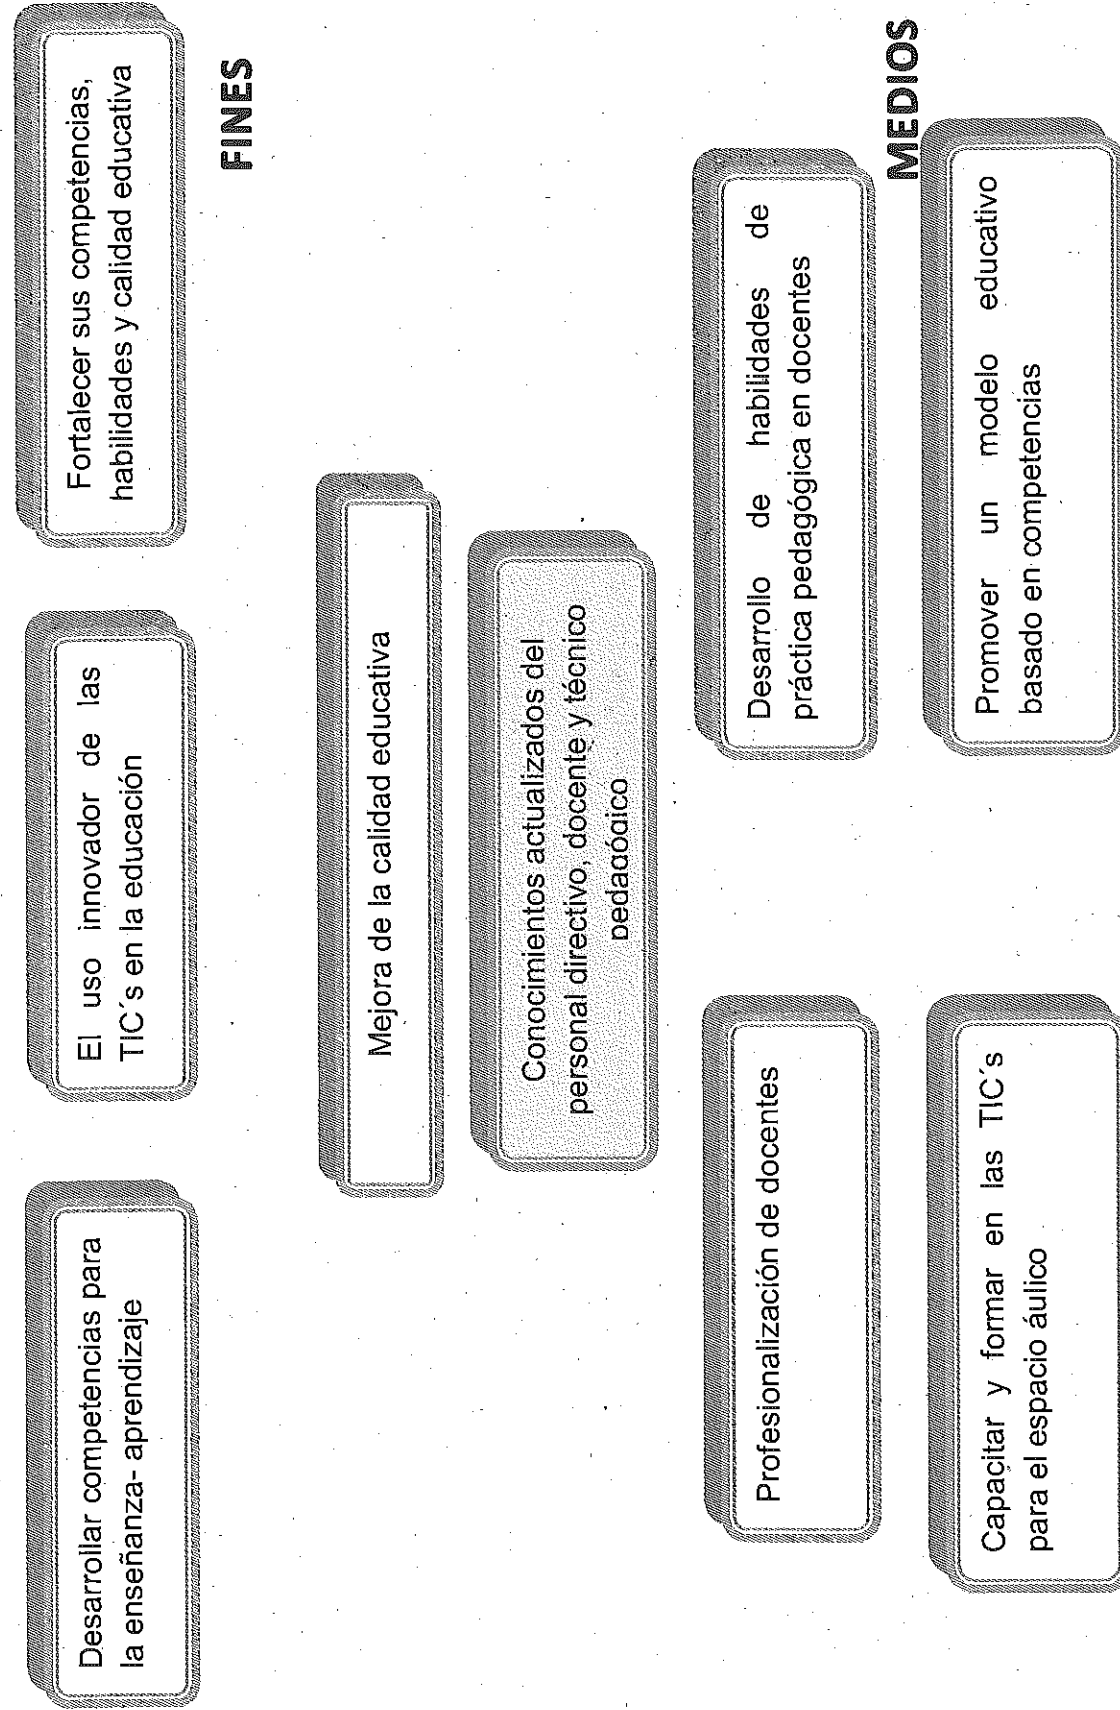 Desarrollar competencias para
la enseñanza- aprendizaje
El uso innovador de las
TIC´s en la educación
Fortalecer sus competencias,
habilidades y calidad educativa
FINES
Mejora de la calidad educativa
Conocimientos actualizados del
personal directivo, docente y técnico
pedagógico
Profesionalización de docentes
Desarrollo de habilidades de
práctica pedagógica en docentes
MEDIOS
Capacitar y formar en las TIC´s
para el espacio áulico
Promover un modelo educativo
basado en competencias